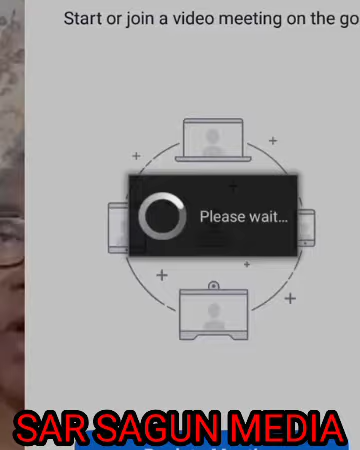 Start or join a video meeting on the go
Please wait...
SAR SAGUN MEDIA